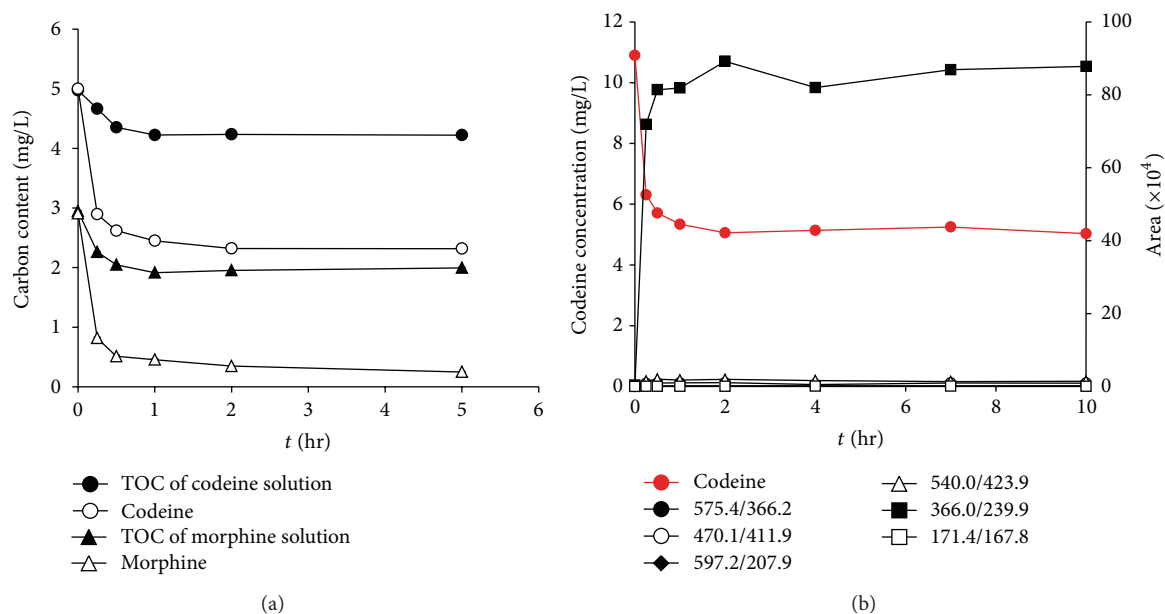 6
5
4
3
2
1
0
Carbon content (mg/L)
0 1 2 3 4 5 6
t (hr)
TOC of codeine solution
Codeine
TOC of morphine solution
Morphine
(a)
12
10
8
6
4
2
0
Codeine concentration (mg/L)
100
80
60
40
20
0
Area (×10⁴)
0 2 4 6 8 10
t (hr)
Codeine
575.4/366.2
470.1/411.9
597.2/207.9
540.0/423.9
366.0/239.9
171.4/167.8
(b)